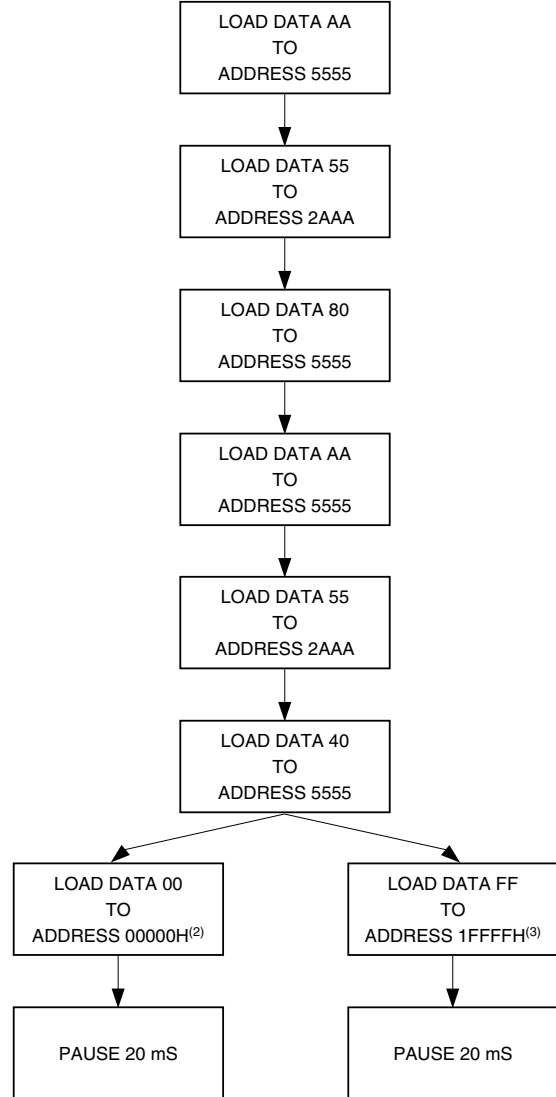 LOAD DATA AA
TO
ADDRESS 5555
LOAD DATA 55
TO
ADDRESS 2AAA
LOAD DATA 80
TO
ADDRESS 5555
LOAD DATA AA
TO
ADDRESS 5555
LOAD DATA 55
TO
ADDRESS 2AAA
LOAD DATA 40
TO
ADDRESS 5555
LOAD DATA 00
TO
ADDRESS 00000H(2)
LOAD DATA FF
TO
ADDRESS 1FFFFH(3)
PAUSE 20 mS
PAUSE 20 mS